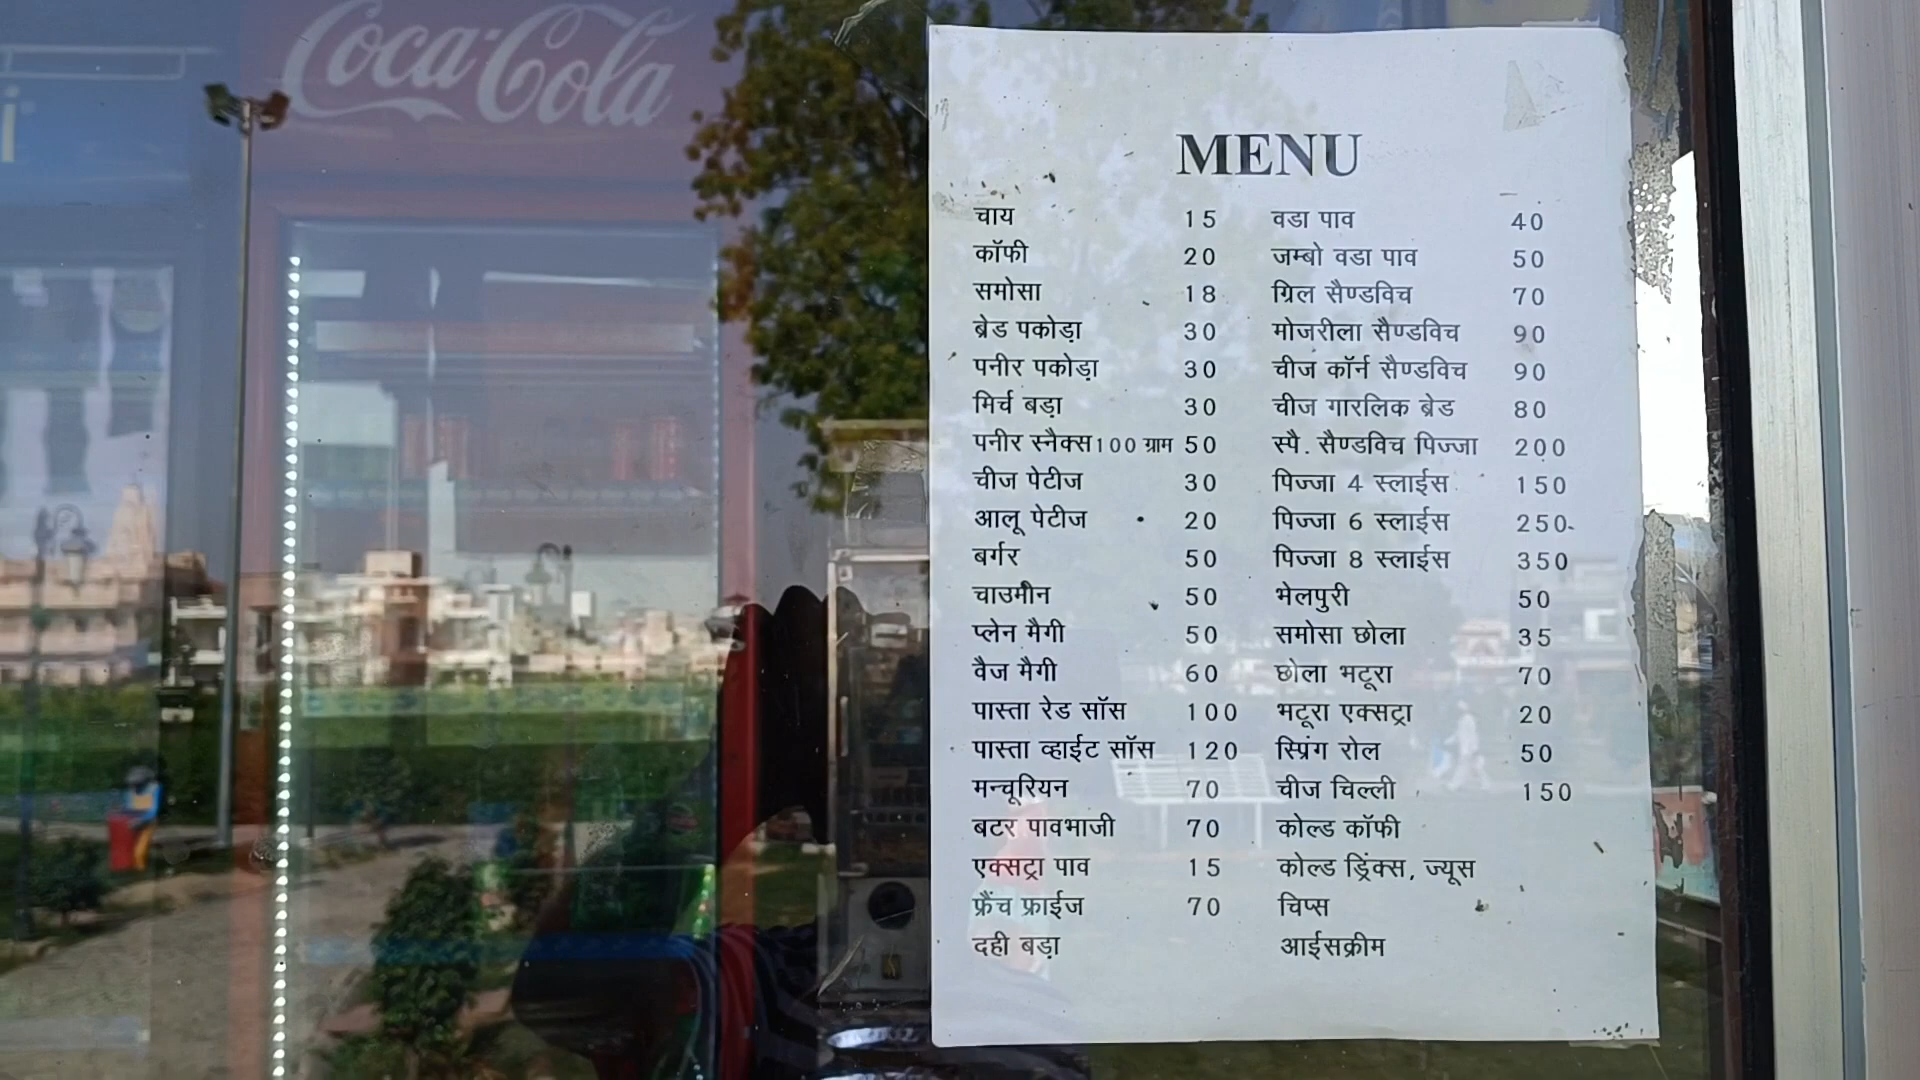 Coca-Cola
MENU
चाय 15 वडा पाव 40
कॉफी 20 जम्बो वडा पाव 50
समोसा 18 ग्रिल सैण्डविच 70
ब्रेड पकोड़ा 30 मोजरीला सैण्डविच 90
पनीर पकोड़ा 30 चीज कॉर्न सैण्डविच 90
मिर्च बड़ा 30 चीज गारलिक ब्रेड 80
पनीर स्नैक्स 100 ग्राम 50 स्पै. सैण्डविच पिज्जा 200
चीज पेटीज 30 पिज्जा 4 स्लाईस 150
आलू पेटीज 20 पिज्जा 6 स्लाईस 250
बर्गर 50 पिज्जा 8 स्लाईस 350
चाउमीन 50 भेलपुरी 50
प्लेन मैगी 50 समोसा छोला 35
वैज मैगी 60 छोला भटूरा 70
पास्ता रेड सॉस 100 भटूरा एक्सट्रा 20
पास्ता व्हाईट सॉस 120 स्प्रिंग रोल 50
मन्चूरियन 70 चीज चिल्ली 150
बटर पावभाजी 70 कोल्ड कॉफी
एक्सट्रा पाव 15 कोल्ड ड्रिंक्स, ज्यूस
फ्रैंच फ्राईज 70 चिप्स
दही बड़ा आईसक्रीम